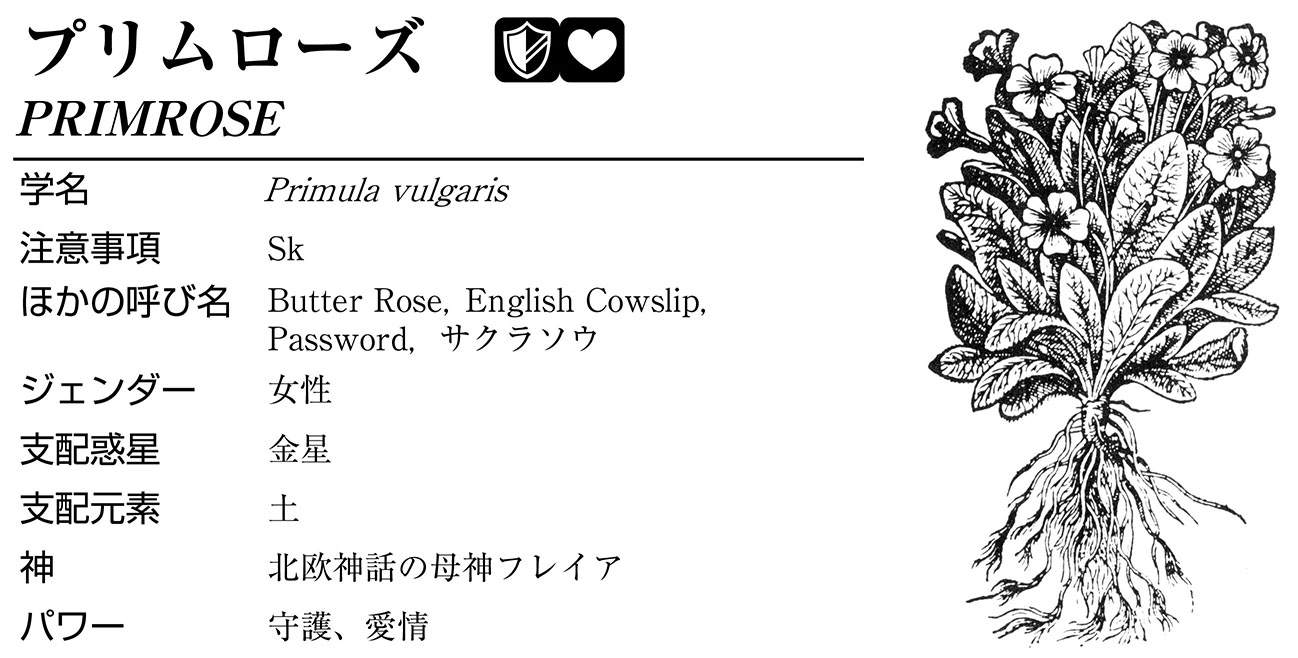 プリムローズ
PRIMROSE
学名 Primula vulgaris
注意事項 Sk
ほかの呼び名 Butter Rose, English Cowslip,
Password, サクラソウ
ジェンダー 女性
支配惑星 金星
支配元素 土
神 北欧神話の母神フレイア
パワー 守護、愛情